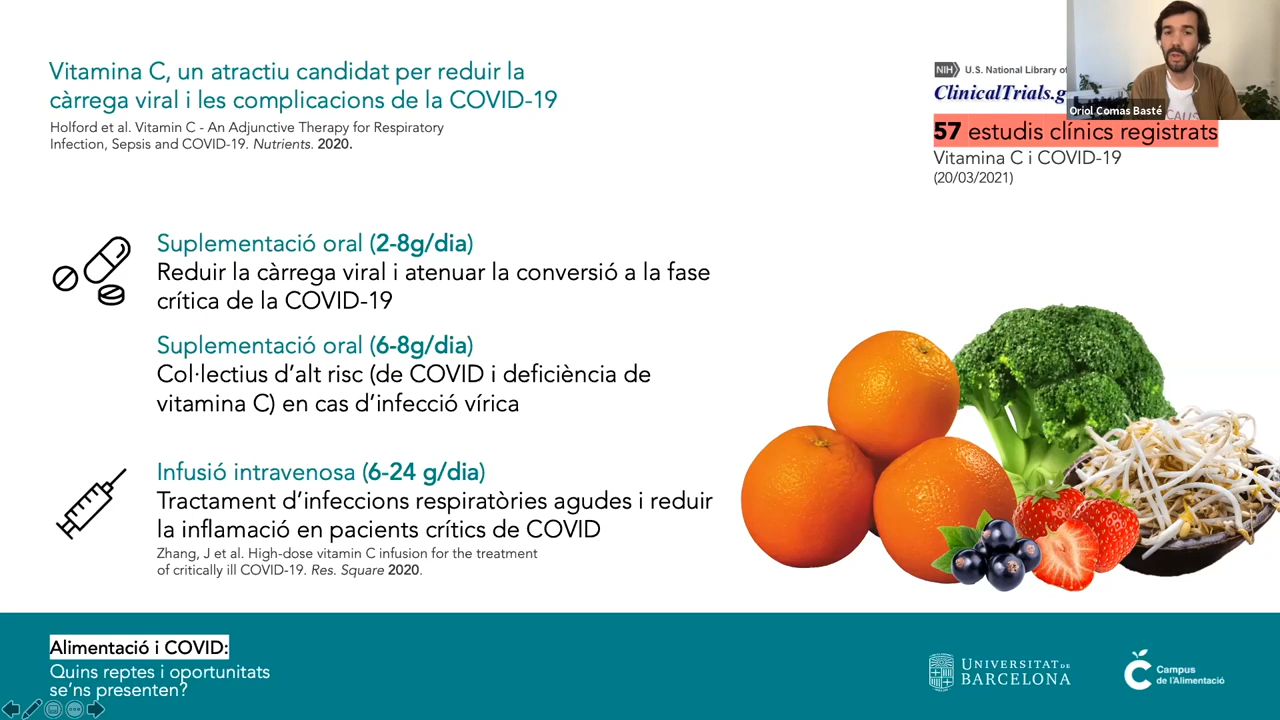 Vitamina C, un atractiu candidat per reduir la
càrrega viral i les complicacions de la COVID-19
Holford et al. Vitamin C - An Adjunctive Therapy for Respiratory
Infection, Sepsis and COVID-19. Nutrients. 2020.
NIH U.S. National Library of
ClinicalTrials.g
Oriol Comas Basté
57 estudis clínics registrats
Vitamina C i COVID-19
(20/03/2021)
Suplementació oral (2-8g/dia)
Reduir la càrrega viral i atenuar la conversió a la fase
crítica de la COVID-19
Suplementació oral (6-8g/dia)
Col·lectius d'alt risc (de COVID i deficiència de
vitamina C) en cas d'infecció vírica
Infusió intravenosa (6-24 g/dia)
Tractament d'infeccions respiratòries agudes i reduir
la inflamació en pacients crítics de COVID
Zhang, J et al. High-dose vitamin C infusion for the treatment
of critically ill COVID-19. Res. Square 2020.
Alimentació i COVID:
Quins reptes i oportunitats
se'ns presenten?
UNIVERSITAT DE
BARCELONA
Campus
de l'Alimentació